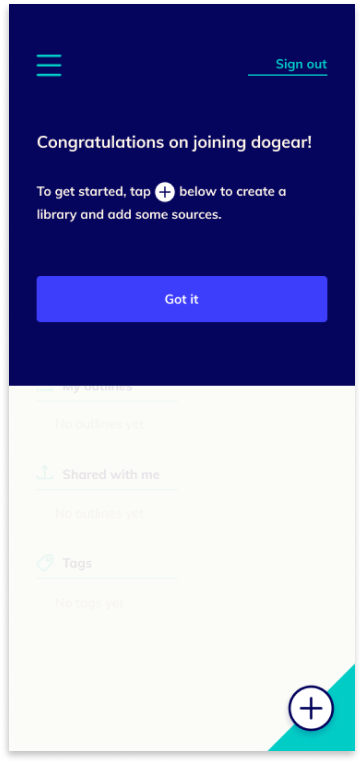 Sign out
Congratulations on joining dogear!
To get started, tap + below to create a
library and add some sources.
Got it
My outlines
No outlines yet
Shared with me
No outlines yet
Tags
No tags yet